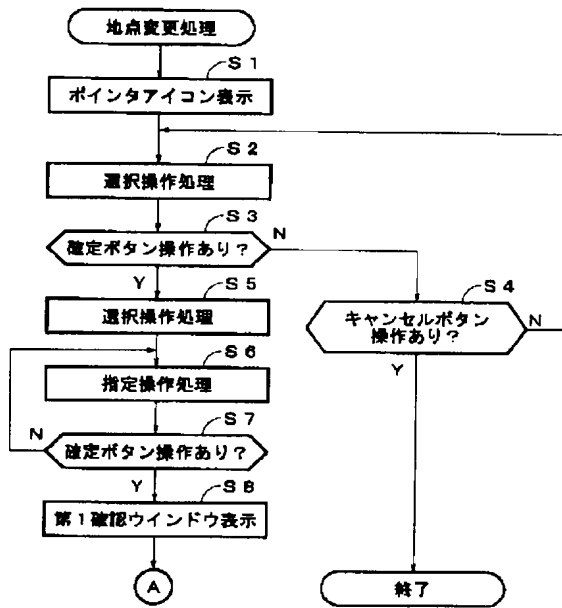 地点変更処理
S1
ポインタアイコン表示
S2
選択操作処理
S3
確定ボタン操作あり?
N
Y
S4
キャンセルボタン
操作あり?
N
Y
S5
選択操作処理
S6
指定操作処理
S7
確定ボタン操作あり?
N
Y
S8
第1確認ウインドウ表示
A
終了